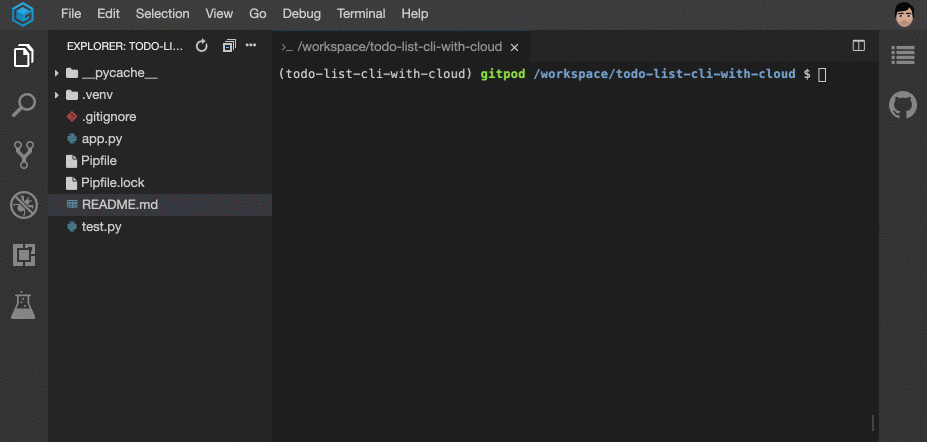 File Edit Selection View Go Debug Terminal Help
EXPLORER: TODO-LI...
>_ /workspace/todo-list-cli-with-cloud ×
(todo-list-cli-with-cloud) gitpod /workspace/todo-list-cli-with-cloud $
__pycache__
.venv
.gitignore
app.py
Pipfile
Pipfile.lock
README.md
test.py